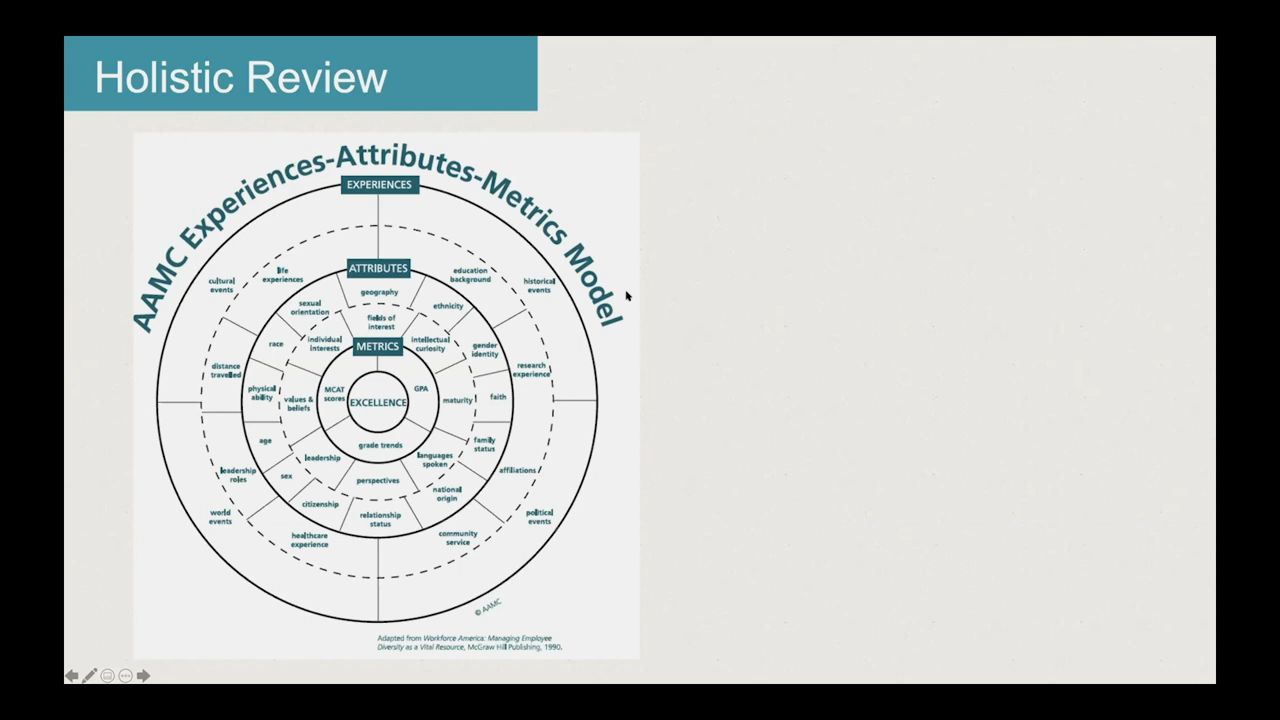 Holistic Review
AAMC Experiences-Attributes-Metrics Model
EXPERIENCES
cultural
events
life
experiences
education
background
historical
events
distance
travelled
research
experience
leadership
roles
affiliations
world
events
political
events
healthcare
experience
community
service
ATTRIBUTES
geography
sexual
orientation
ethnicity
race
gender
identity
physical
ability
faith
age
family
status
sex
national
origin
citizenship
relationship
status
fields of
interest
individual
interests
intellectual
curiosity
values &
beliefs
maturity
leadership
languages
spoken
perspectives
METRICS
MCAT
scores
GPA
grade trends
EXCELLENCE
© AAMC
Adapted from Workforce America: Managing Employee
Diversity as a Vital Resource, McGraw Hill Publishing, 1990.